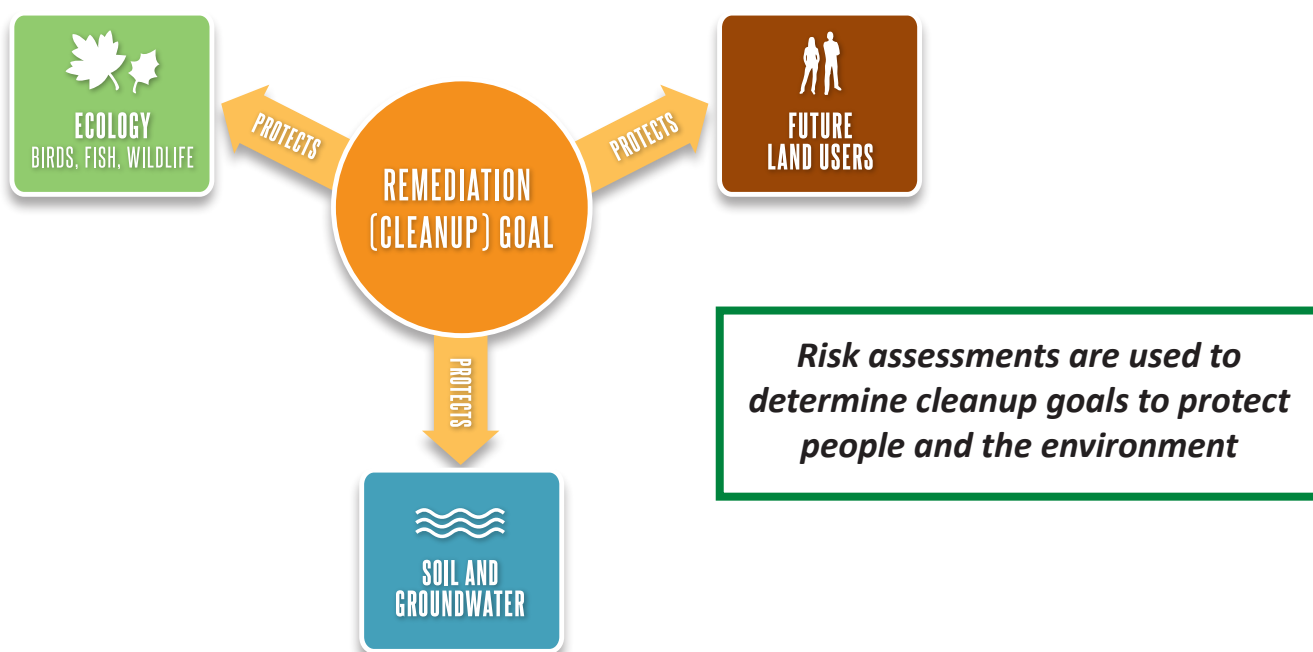 ECOLOGY
BIRDS, FISH, WILDLIFE
PROTECTS
REMEDIATION
(CLEANUP) GOAL
PROTECTS
FUTURE
LAND USERS
PROTECTS
SOIL AND
GROUNDWATER
Risk assessments are used to
determine cleanup goals to protect
people and the environment